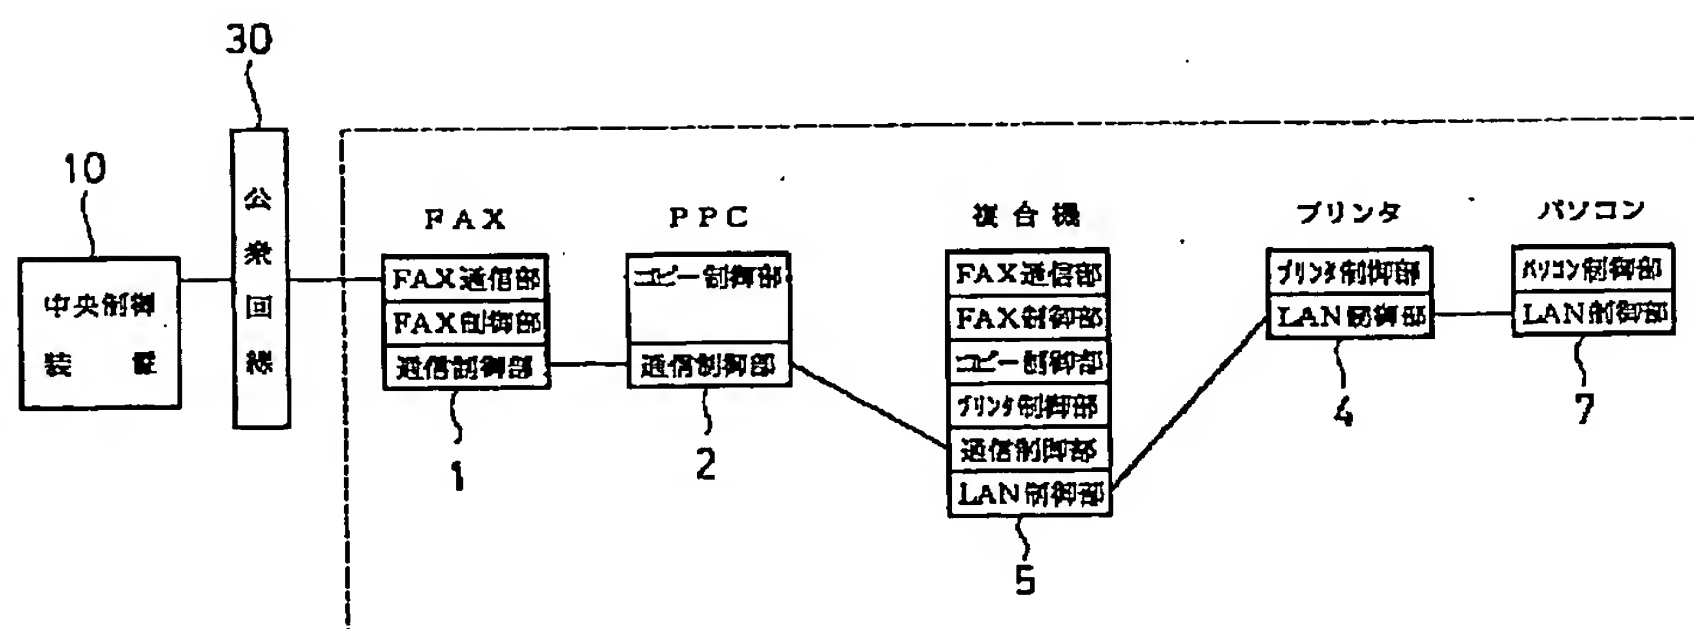 30
10
公衆回線
中央制御
装置
FAX
FAX通信部
FAX制御部
通信制御部
1
PPC
コピー制御部
通信制御部
2
複合機
FAX通信部
FAX制御部
コピー制御部
プリンタ制御部
通信制御部
LAN制御部
5
プリンタ
プリンタ制御部
LAN制御部
4
パソコン
パソコン制御部
LAN制御部
7